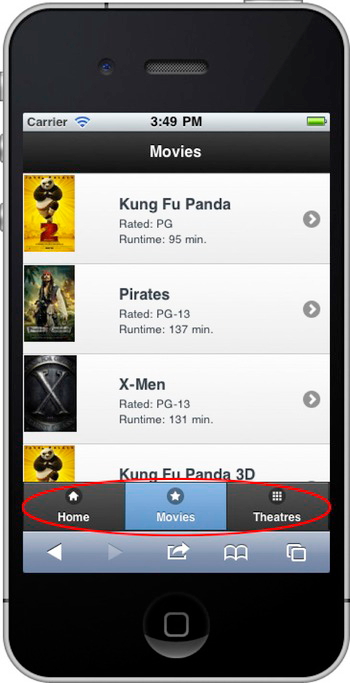 Carrier 3:49 PM
Movies
Kung Fu Panda
Rated: PG
Runtime: 95 min.
Pirates
Rated: PG-13
Runtime: 137 min.
X-Men
Rated: PG-13
Runtime: 131 min.
Kung Fu Panda 3D
Home Movies Theatres